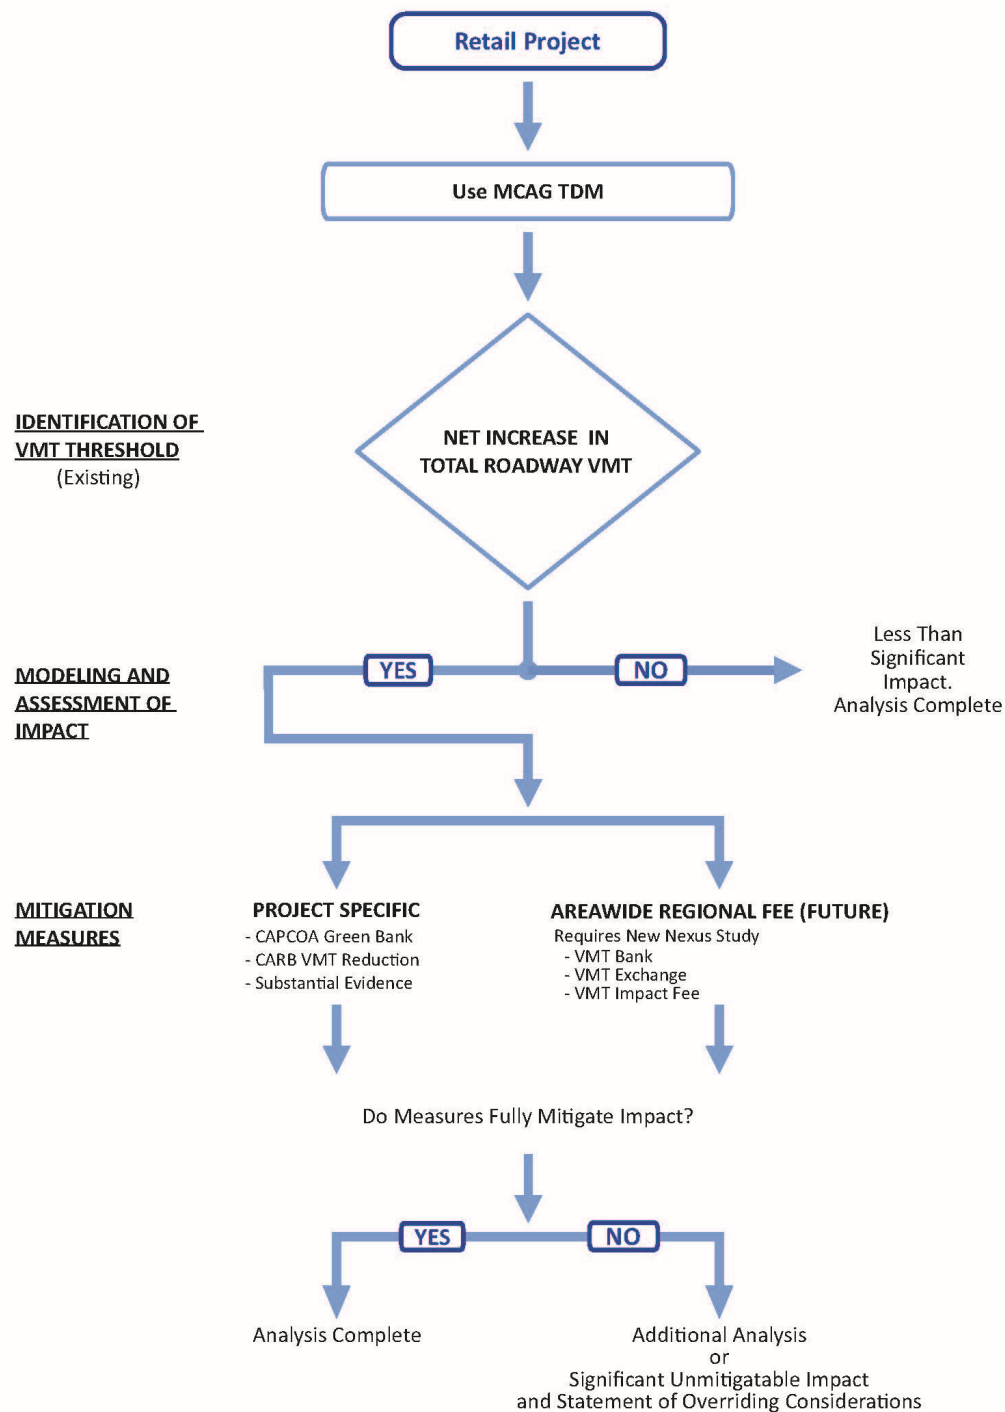 Retail Project
Use MCAG TDM
IDENTIFICATION OF
VMT THRESHOLD
(Existing)
NET INCREASE IN
TOTAL ROADWAY VMT
MODELING AND
ASSESSMENT OF
IMPACT
YES
NO
Less Than
Significant
Impact.
Analysis Complete
MITIGATION
MEASURES
PROJECT SPECIFIC
- CAPCOA Green Bank
- CARB VMT Reduction
- Substantial Evidence
AREAWIDE REGIONAL FEE (FUTURE)
Requires New Nexus Study
- VMT Bank
- VMT Exchange
- VMT Impact Fee
Do Measures Fully Mitigate Impact?
YES
NO
Analysis Complete
Additional Analysis
or
Significant Unmitigatable Impact
and Statement of Overriding Considerations